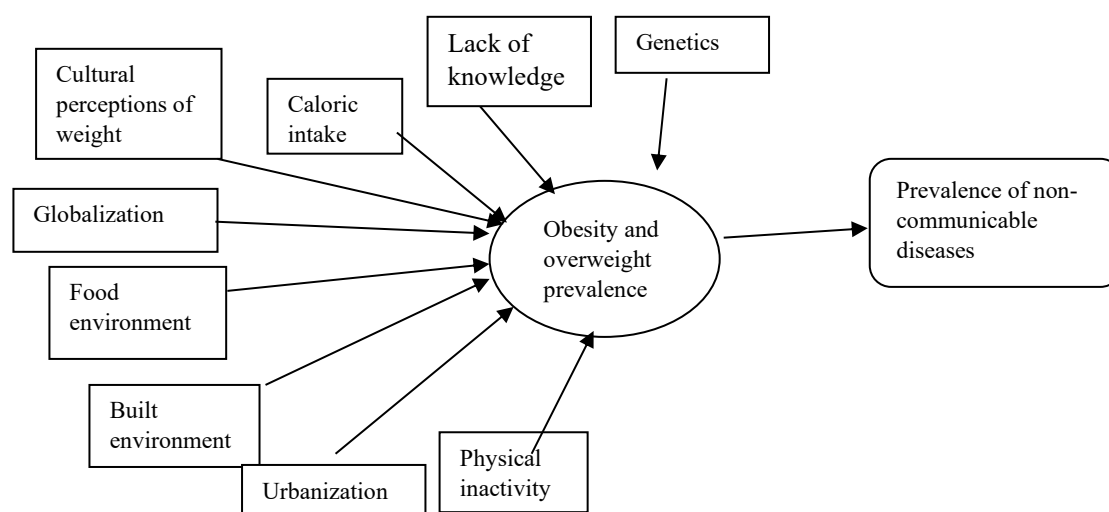 Lack of
knowledge
Genetics
Cultural
perceptions of
weight
Caloric
intake
Globalization
Food
environment
Built
environment
Urbanization
Physical
inactivity
Obesity and
overweight
prevalence
Prevalence of non-
communicable
diseases